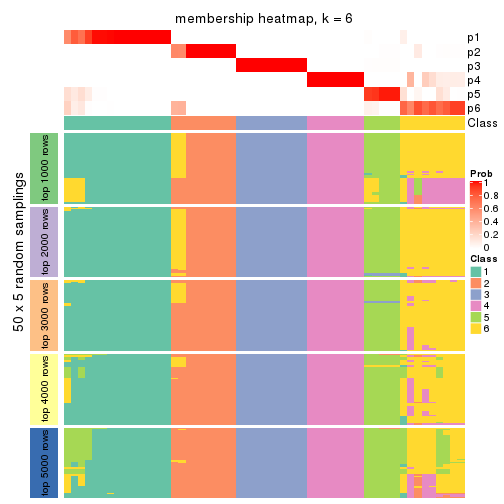 membership heatmap, k = 6
p1
p2
p3
p4
p5
p6
Class
50 x 5 random samplings
top 1000 rows
top 2000 rows
top 3000 rows
top 4000 rows
top 5000 rows
Prob
1
0.8
0.6
0.4
0.2
0
Class
1
2
3
4
5
6